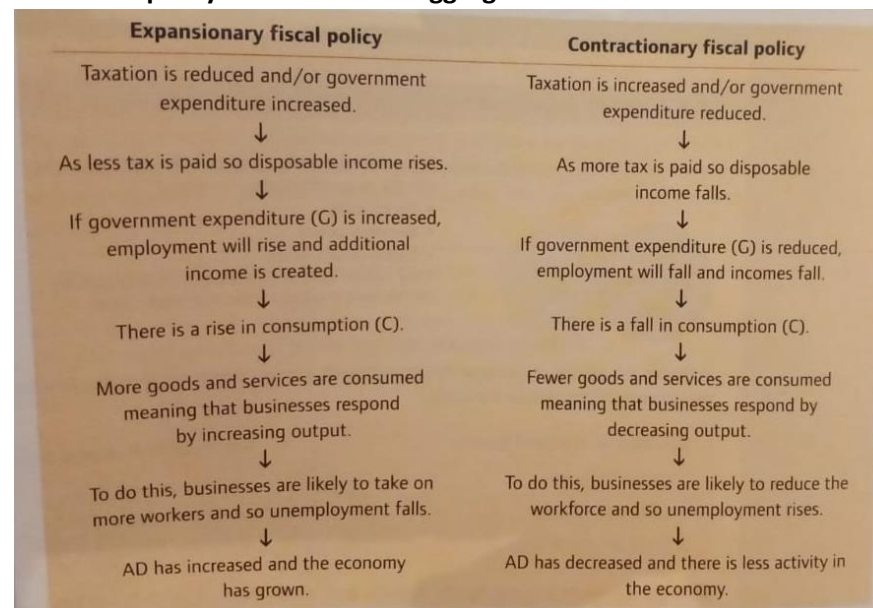 Expansionary fiscal policy
Taxation is reduced and/or government
expenditure increased.
↓
As less tax is paid so disposable income rises.
↓
If government expenditure (G) is increased,
employment will rise and additional
income is created.
↓
There is a rise in consumption (C).
↓
More goods and services are consumed
meaning that businesses respond
by increasing output.
↓
To do this, businesses are likely to take on
more workers and so unemployment falls.
↓
AD has increased and the economy
has grown.
Contractionary fiscal policy
Taxation is increased and/or government
expenditure reduced.
↓
As more tax is paid so disposable
income falls.
↓
If government expenditure (G) is reduced,
employment will fall and incomes fall.
↓
There is a fall in consumption (C).
↓
Fewer goods and services are consumed
meaning that businesses respond by
decreasing output.
↓
To do this, businesses are likely to reduce the
workforce and so unemployment rises.
↓
AD has decreased and there is less activity in
the economy.